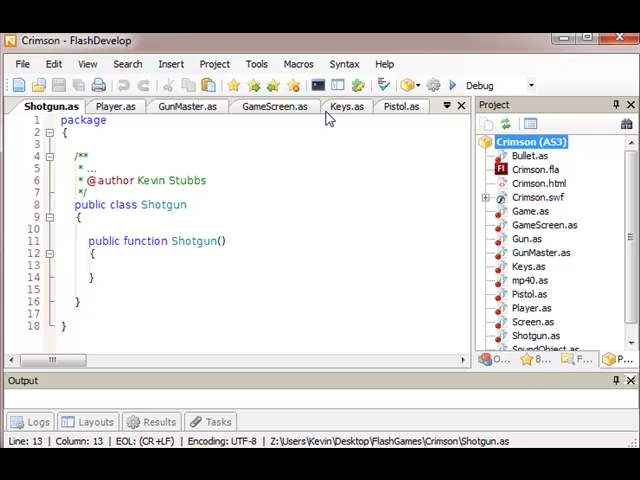 Crimson - FlashDevelop
File Edit View Search Insert Project Tools Macros Syntax Help
Debug
Shotgun.as Player.as GunMaster.as GameScreen.as Keys.as Pistol.as
1 package
2 {
3
4 /**
5 * ...
6 * @author Kevin Stubbs
7 */
8 public class Shotgun
9 {
10
11 public function Shotgun()
12 {
13
14 }
15
16 }
17
18 }
Project
Crimson (AS3)
Bullet.as
Crimson.fla
Crimson.html
Crimson.swf
Game.as
GameScreen.as
Gun.as
GunMaster.as
Keys.as
mp40.as
Pistol.as
Player.as
Screen.as
Shotgun.as
SoundObject.as
O... B... F... P...
Output
Logs Layouts Results Tasks
Line: 13 | Column: 13 | EOL: (CR+LF) | Encoding: UTF-8 | Z:\Users\Kevin\Desktop\FlashGames\Crimson\Shotgun.as